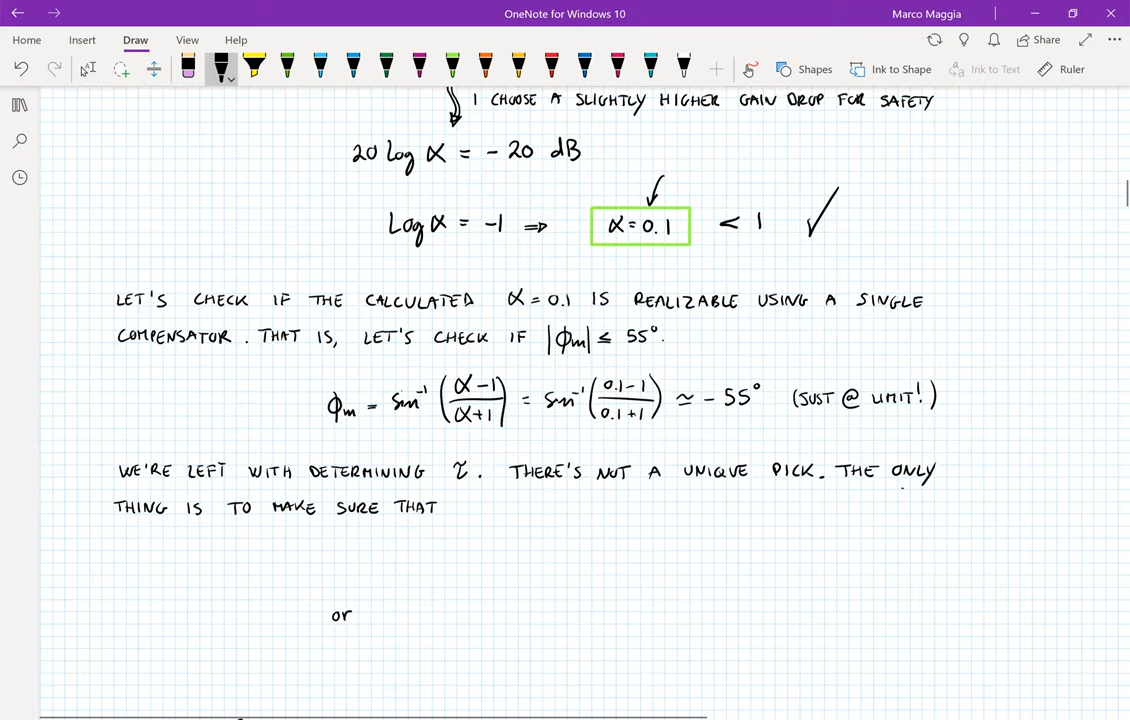 OneNote for Windows 10
Marco Maggia
Home Insert Draw View Help
Share
Shapes Ink to Shape Ink to Text Ruler
I CHOOSE A SLIGHTLY HIGHER GAIN DROP FOR SAFETY
20 Log α = - 20 dB
Log α = -1 ⇒ α = 0.1 < 1 ✓
LET'S CHECK IF THE CALCULATED α = 0.1 IS REALIZABLE USING A SINGLE
COMPENSATOR. THAT IS, LET'S CHECK IF |ϕm| ≤ 55°.
ϕm = sin⁻¹ (α-1 / α+1) = sin⁻¹ (0.1-1 / 0.1+1) ≃ - 55° (JUST @ LIMIT!)
WE'RE LEFT WITH DETERMINING τ. THERE'S NOT A UNIQUE PICK. THE ONLY
THING IS TO MAKE SURE THAT
or